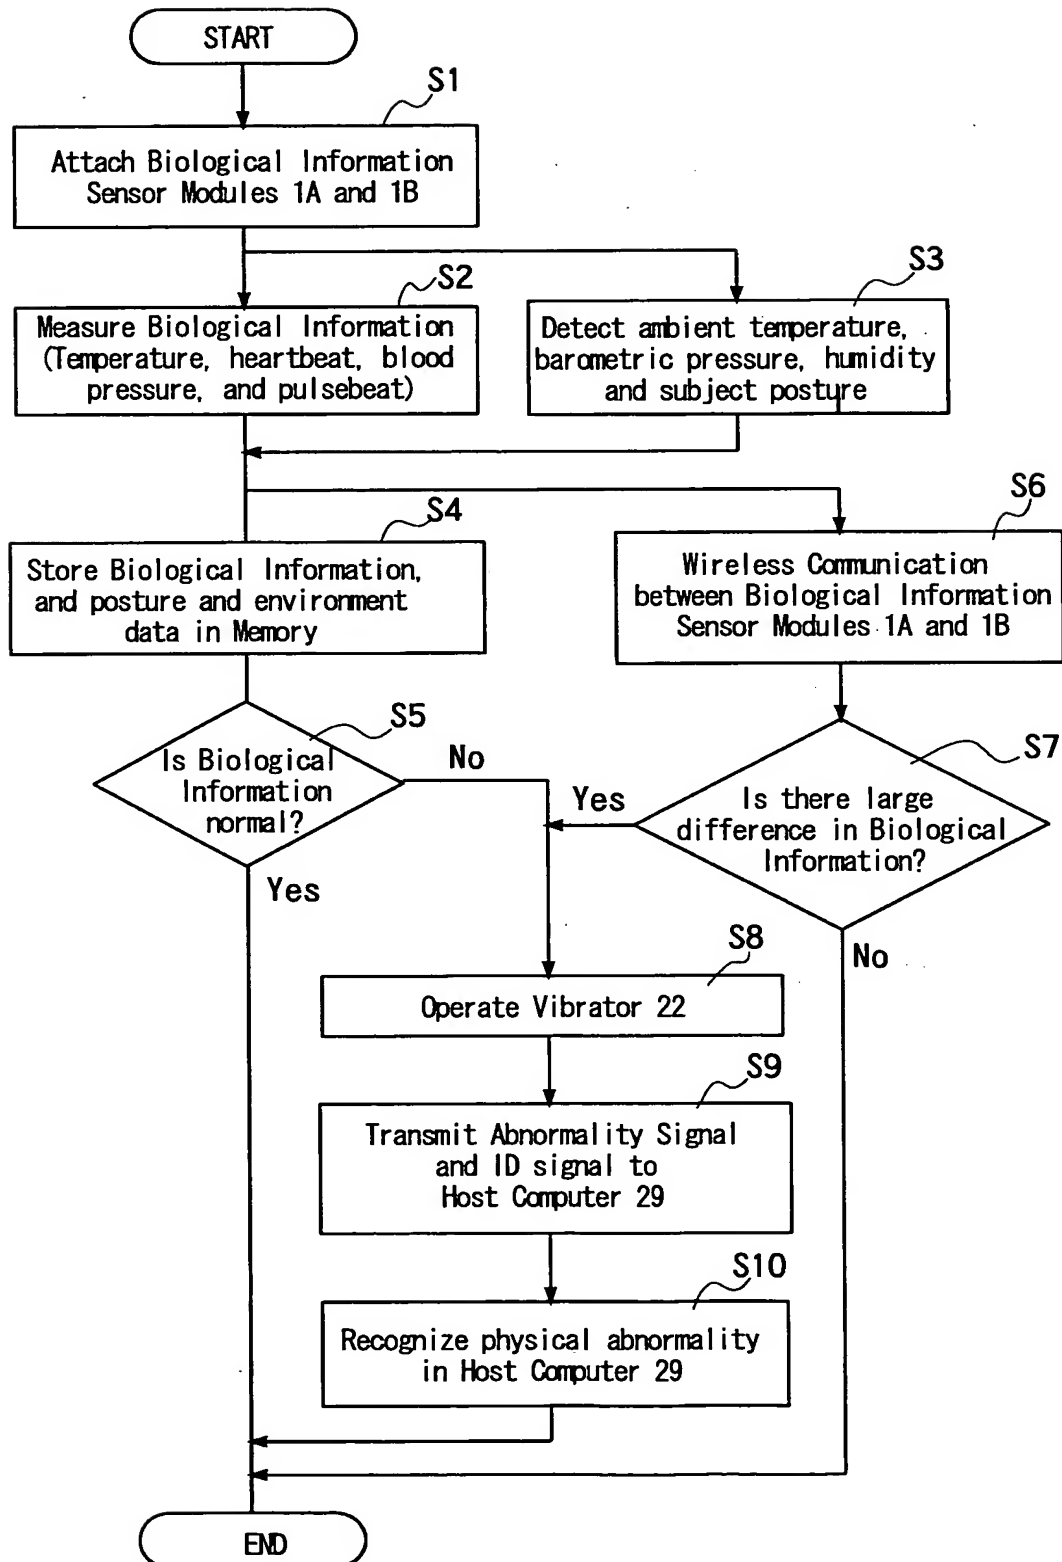 START
S1
Attach Biological Information
Sensor Modules 1A and 1B
S2
Measure Biological Information
(Temperature, heartbeat, blood
pressure, and pulsebeat)
S3
Detect ambient temperature,
barometric pressure, humidity
and subject posture
S4
Store Biological Information,
and posture and environment
data in Memory
S6
Wireless Communication
between Biological Information
Sensor Modules 1A and 1B
S5
Is Biological
Information
normal?
No
Yes
S7
Is there large
difference in Biological
Information?
Yes
No
S8
Operate Vibrator 22
S9
Transmit Abnormality Signal
and ID signal to
Host Computer 29
S10
Recognize physical abnormality
in Host Computer 29
END